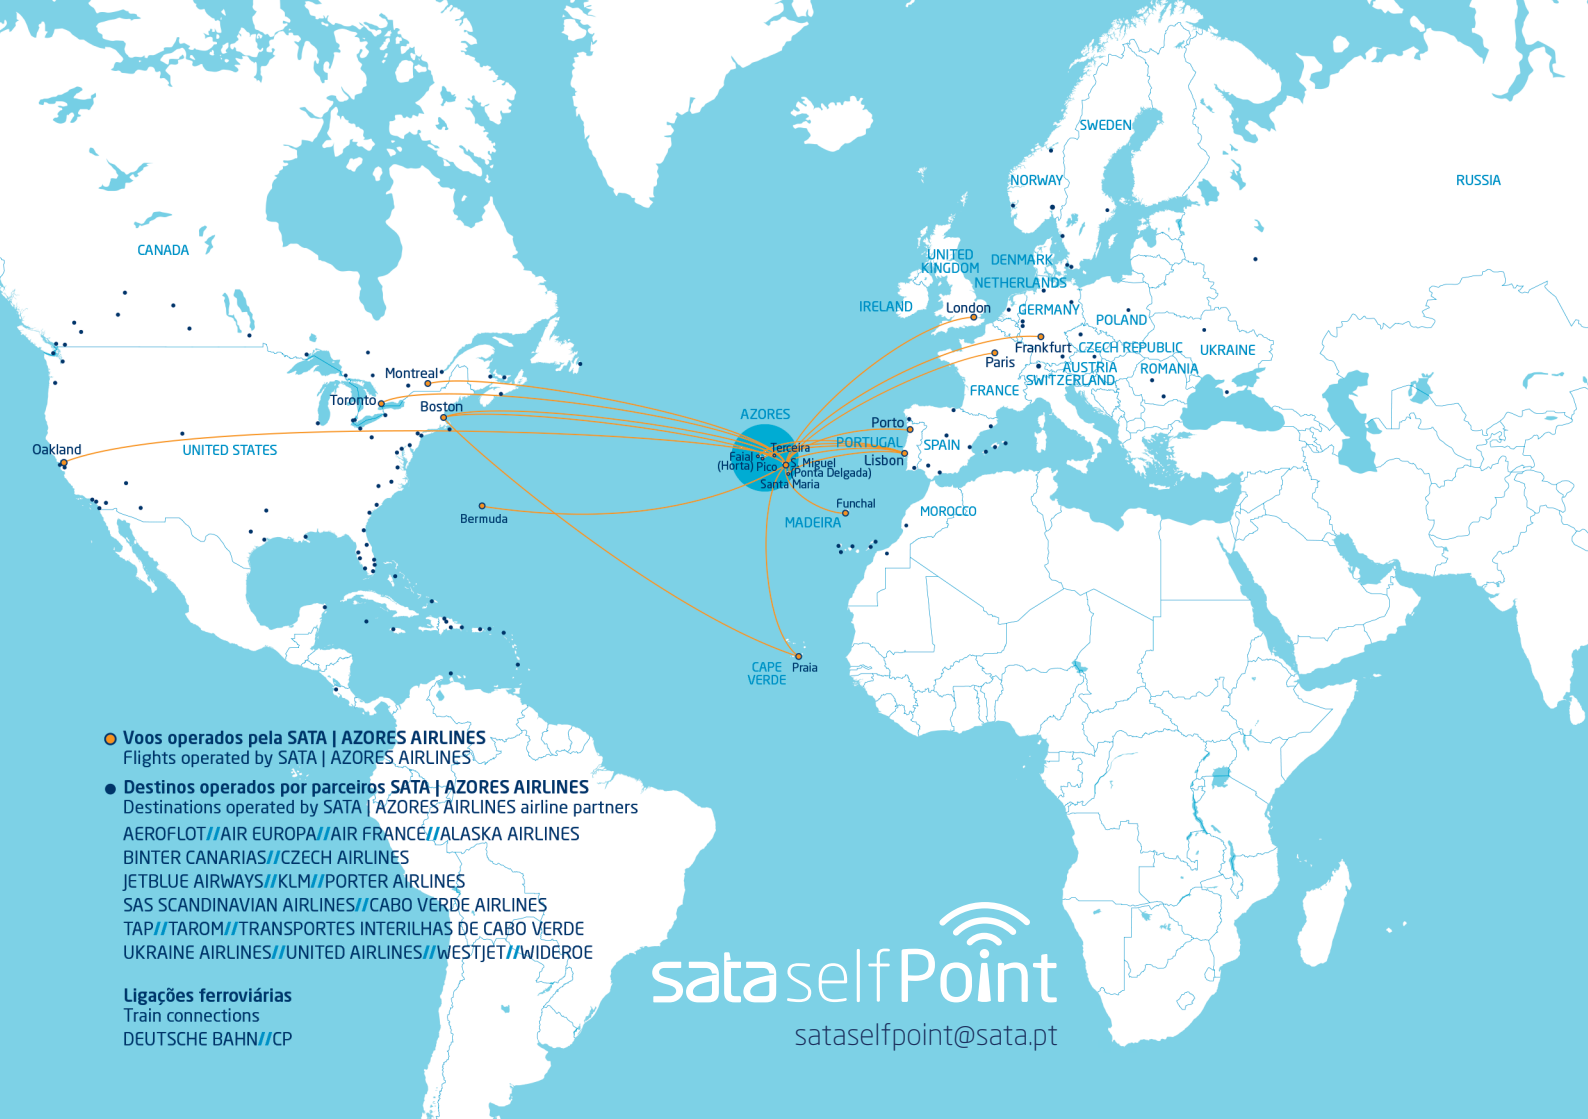 SWEDEN
NORWAY
RUSSIA
CANADA
UNITED
KINGDOM
DENMARK
NETHERLANDS
IRELAND
London
GERMANY
POLAND
Frankfurt
CZECH REPUBLIC
UKRAINE
Paris
AUSTRIA
ROMANIA
SWITZERLAND
FRANCE
Montreal
Toronto
Boston
AZORES
Porto
Oakland
UNITED STATES
PORTUGAL
SPAIN
Lisbon
Terceira
Faial
(Horta)
Pico
S. Miguel
(Ponta Delgada)
Santa Maria
Funchal
MADEIRA
MOROCCO
Bermuda
CAPE
VERDE
Praia
Voos operados pela SATA | AZORES AIRLINES
Flights operated by SATA | AZORES AIRLINES
Destinos operados por parceiros SATA | AZORES AIRLINES
Destinations operated by SATA | AZORES AIRLINES airline partners
AEROFLOT//AIR EUROPA//AIR FRANCE//ALASKA AIRLINES
BINTER CANARIAS//CZECH AIRLINES
JETBLUE AIRWAYS//KLM//PORTER AIRLINES
SAS SCANDINAVIAN AIRLINES//CABO VERDE AIRLINES
TAP//TAROM//TRANSPORTES INTERILHAS DE CABO VERDE
UKRAINE AIRLINES//UNITED AIRLINES//WESTJET//WIDEROE
Ligações ferroviárias
Train connections
DEUTSCHE BAHN//CP
sata self Point
sataselfpoint@sata.pt